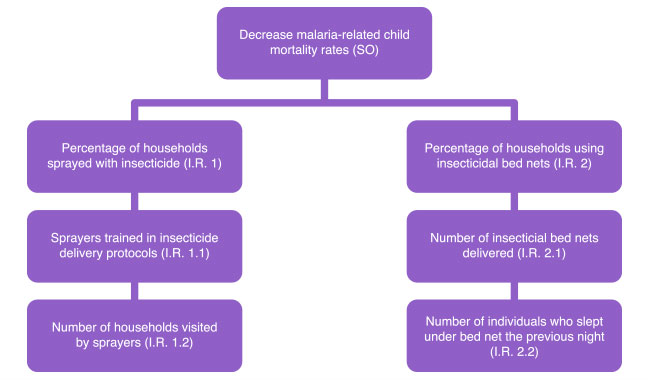 Decrease malaria-related child
mortality rates (SO)
Percentage of households
sprayed with insecticide (I.R. 1)
Percentage of households using
insecticidal bed nets (I.R. 2)
Sprayers trained in insecticide
delivery protocols (I.R. 1.1)
Number of insecticial bed nets
delivered (I.R. 2.1)
Number of households visited
by sprayers (I.R. 1.2)
Number of individuals who slept
under bed net the previous night
(I.R. 2.2)